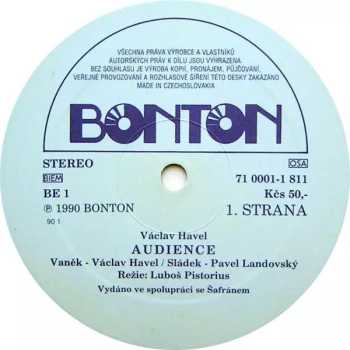 VŠECHNA PRÁVA VÝROBCE A VLASTNÍKŮ
AUTORSKÝCH PRÁV K DÍLU JSOU VYHRAZENA
BEZ SOUHLASU JE VÝROBA KOPIÍ, PRONÁJEM, PŮJČOVÁNÍ,
VEŘEJNÉ PROVOZOVÁNÍ A ROZHLASOVÉ ŠÍŘENÍ TÉTO DESKY ZAKÁZÁNO
MADE IN CZECHOSLOVAKIA
BONTON
STEREO
OSA
BIEM
71 0001-1 811
BE 1
Kčs 50,-
℗ 1990 BONTON
1. STRANA
90 1
Václav Havel
AUDIENCE
Vaněk - Václav Havel / Sládek - Pavel Landovský
Režie: Luboš Pistorius
Vydáno ve spolupráci se Šafránem